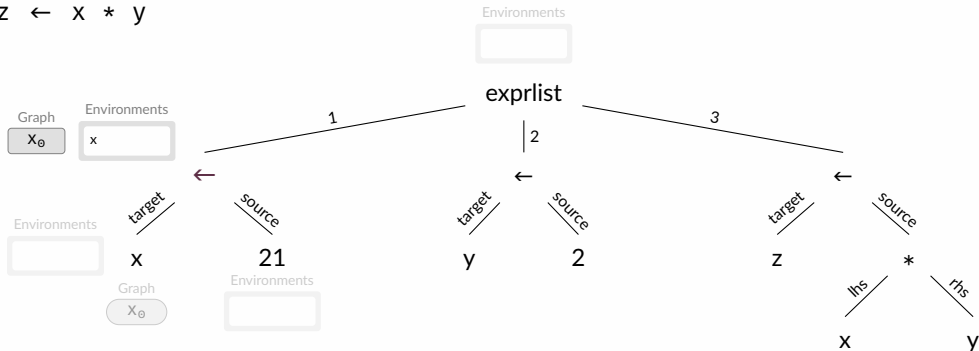 z ← x * y
Environments
exprlist
1
2
3
Graph
x₀
Environments
x
←
←
←
target
source
target
source
target
source
Environments
x
21
y
2
z
*
Graph
x₀
Environments
lhs
rhs
x
y